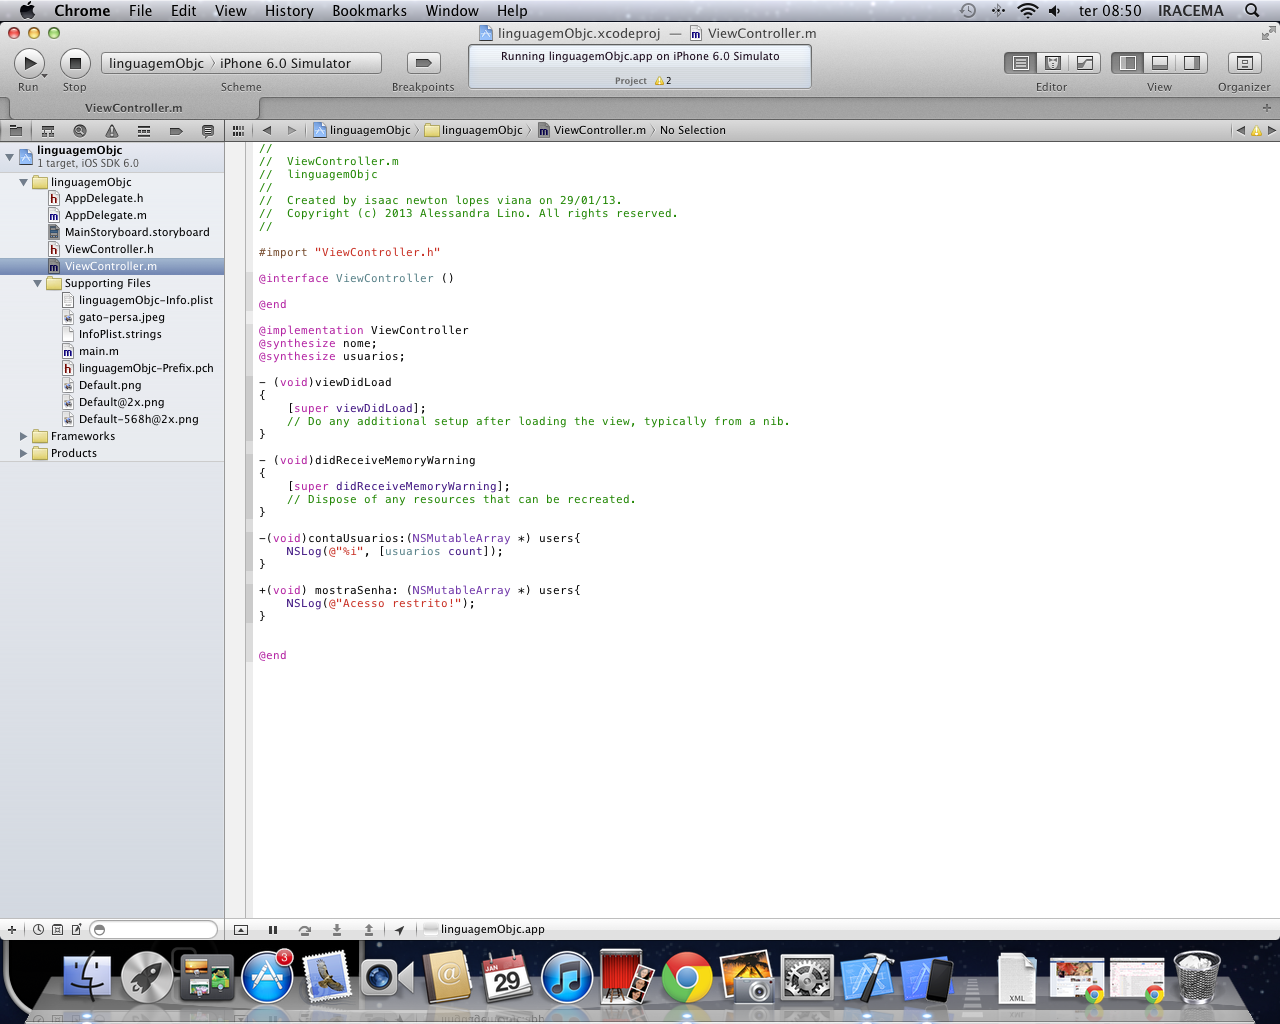 Chrome File Edit View History Bookmarks Window Help ter 08:50 IRACEMA
linguagemObjc.xcodeproj — ViewController.m
linguagemObjc 〉 iPhone 6.0 Simulator
Running linguagemObjc.app on iPhone 6.0 Simulato
Project 2
Run Stop Scheme Breakpoints Editor View Organizer
ViewController.m
linguagemObjc 〉 linguagemObjc 〉 ViewController.m 〉 No Selection
linguagemObjc
1 target, iOS SDK 6.0
linguagemObjc
AppDelegate.h
AppDelegate.m
MainStoryboard.storyboard
ViewController.h
ViewController.m
Supporting Files
linguagemObjc-Info.plist
gato-persa.jpeg
InfoPlist.strings
main.m
linguagemObjc-Prefix.pch
Default.png
Default@2x.png
Default-568h@2x.png
Frameworks
Products
//
//  ViewController.m
//  linguagemObjc
//
//  Created by isaac newton lopes viana on 29/01/13.
//  Copyright (c) 2013 Alessandra Lino. All rights reserved.
//
#import "ViewController.h"
@interface ViewController ()
@end
@implementation ViewController
@synthesize nome;
@synthesize usuarios;
- (void)viewDidLoad
{
[super viewDidLoad];
// Do any additional setup after loading the view, typically from a nib.
}
- (void)didReceiveMemoryWarning
{
[super didReceiveMemoryWarning];
// Dispose of any resources that can be recreated.
}
-(void)contaUsuarios:(NSMutableArray *) users{
NSLog(@"%i", [usuarios count]);
}
+(void) mostraSenha: (NSMutableArray *) users{
NSLog(@"Acesso restrito!");
}
@end
linguagemObjc.app
3
JAN
29
XML